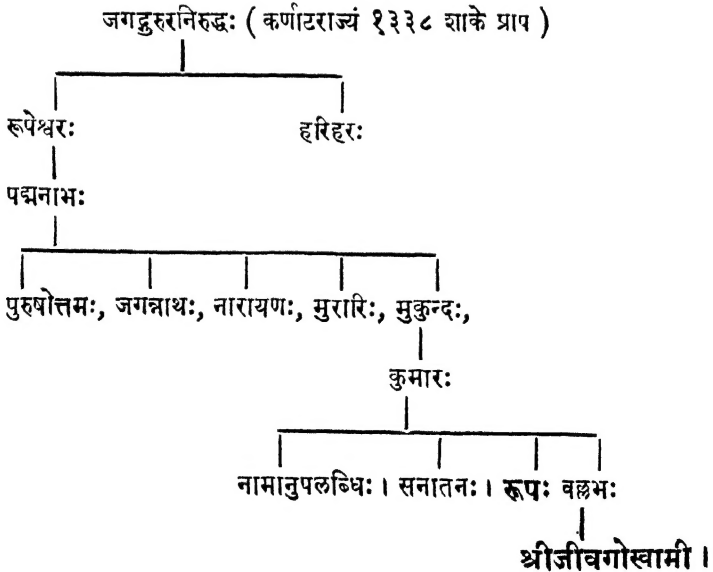 जगद्गुरुरनिरुद्धः ( कर्णाटराज्यं १३३८ शाके प्राप )
रूपेश्वरः हरिहरः
पद्मनाभः
पुरुषोत्तमः, जगन्नाथः, नारायणः, मुरारिः, मुकुन्दः,
कुमारः
नामानुपलब्धिः । सनातनः । रूपः वल्लभः
श्रीजीवगोस्वामी ।